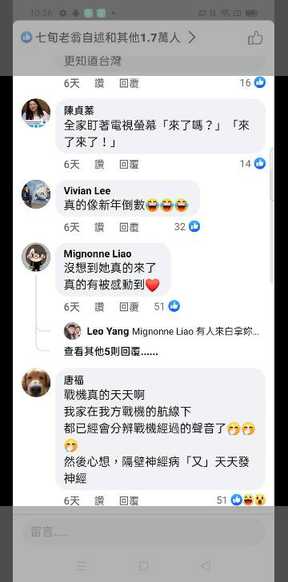 10:26
七旬老翁自述和其他1.7萬人 >
更知道台灣
6天 讚 回覆 16
陳貞蓁
全家盯著電視螢幕「來了嗎？」「來
了來了！」
6天 讚 回覆 14
Vivian Lee
真的像新年倒數😂😂😂
6天 讚 回覆 32
Mignonne Liao
沒想到她真的來了
真的有被感動到❤️
6天 讚 回覆 51
Leo Yang Mignonne Liao 有人來白拿妳...
查看其他5則回覆......
唐福
戰機真的天天啊
我家在我方戰機的航線下
都已經會分辨戰機經過的聲音了🤭🤭
🤭
然後心想，隔壁神經病「又」天天發
神經
6天 讚 回覆 51
留言......